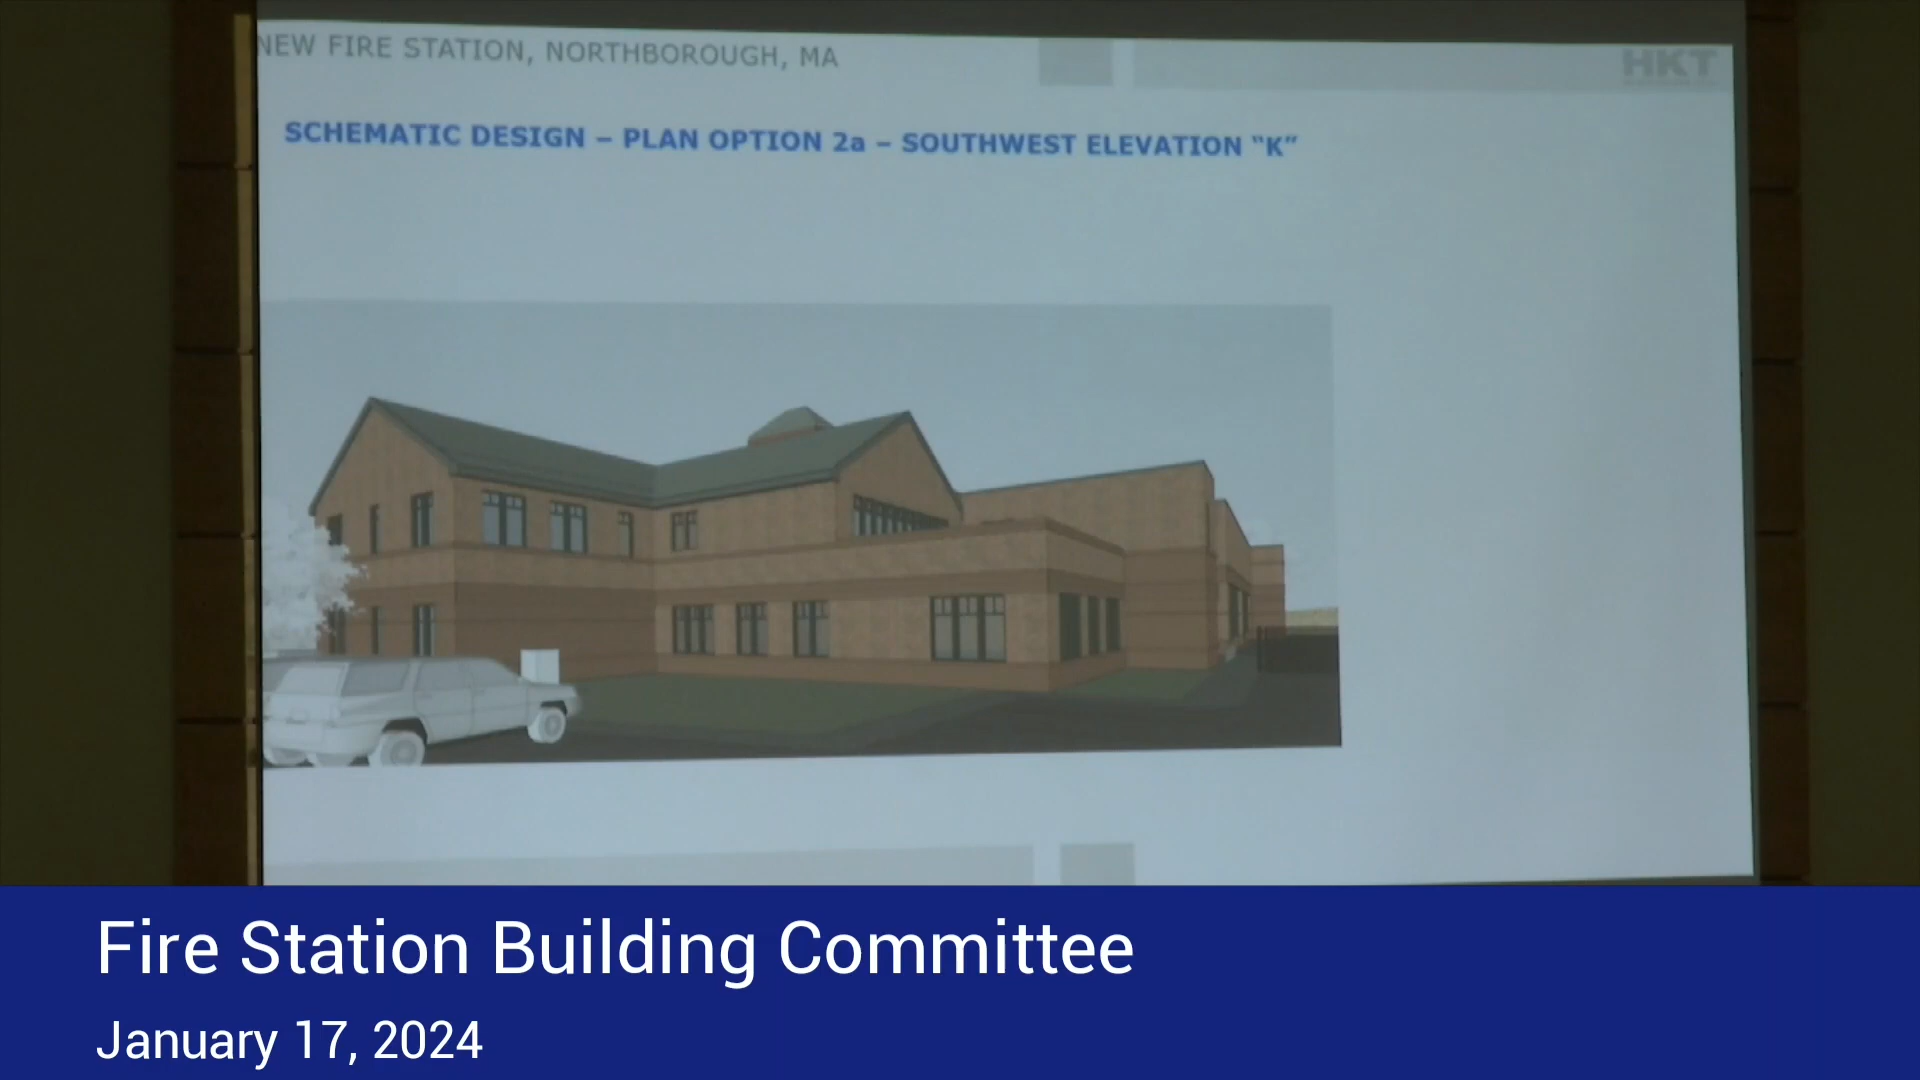 NEW FIRE STATION, NORTHBOROUGH, MA
HKT
SCHEMATIC DESIGN – PLAN OPTION 2a – SOUTHWEST ELEVATION “K”
Fire Station Building Committee
January 17, 2024